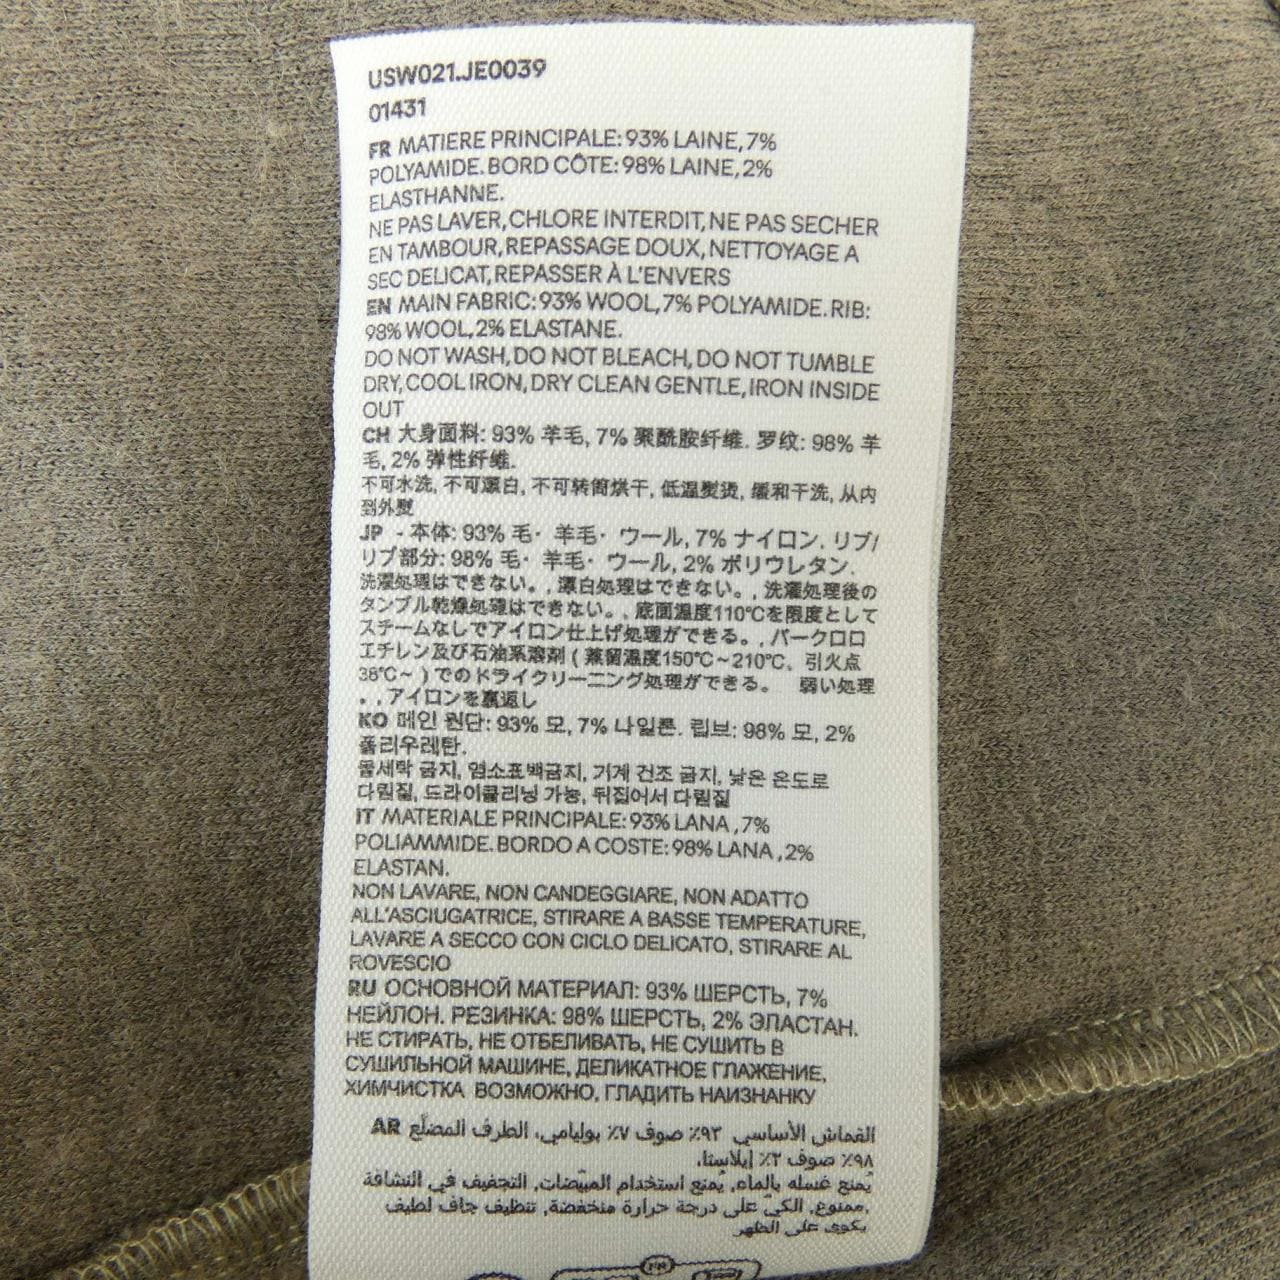 USW021.JE0039
01431
FR MATIERE PRINCIPALE: 93% LAINE, 7%
POLYAMIDE. BORD CÔTE: 98% LAINE, 2%
ELASTHANNE.
NE PAS LAVER, CHLORE INTERDIT, NE PAS SECHER
EN TAMBOUR, REPASSAGE DOUX, NETTOYAGE A
SEC DELICAT, REPASSER À L'ENVERS
EN MAIN FABRIC: 93% WOOL, 7% POLYAMIDE. RIB:
98% WOOL, 2% ELASTANE.
DO NOT WASH, DO NOT BLEACH, DO NOT TUMBLE
DRY, COOL IRON, DRY CLEAN GENTLE, IRON INSIDE
OUT
CH 大身面料: 93% 羊毛, 7% 聚酰胺纤维. 罗纹: 98% 羊
毛, 2% 弹性纤维.
不可水洗, 不可漂白, 不可转筒烘干, 低温熨烫, 缓和干洗, 从内
到外熨
JP - 本体: 93% 毛・ 羊毛・ ウール, 7% ナイロン. リブ/
リブ部分: 98% 毛・ 羊毛・ ウール, 2% ポリウレタン.
洗濯処理はできない。, 漂白処理はできない。, 洗濯処理後の
タンブル乾燥処理はできない。, 底面温度110℃を限度として
スチームなしでアイロン仕上げ処理ができる。, パークロロ
エチレン及び石油系溶剤 ( 蒸留温度150℃～210℃、引火点
38℃～ ) でのドライクリーニング処理ができる。 弱い処理
。, アイロンを裏返し
KO 메인 원단: 93% 모, 7% 나일론. 립브: 98% 모, 2%
폴리우레탄.
물세탁 금지, 염소표백금지, 기계 건조 금지, 낮은 온도로
다림질, 드라이클리닝 가능, 뒤집어서 다림질
IT MATERIALE PRINCIPALE: 93% LANA , 7%
POLIAMMIDE. BORDO A COSTE: 98% LANA , 2%
ELASTAN.
NON LAVARE, NON CANDEGGIARE, NON ADATTO
ALL'ASCIUGATRICE, STIRARE A BASSE TEMPERATURE,
LAVARE A SECCO CON CICLO DELICATO, STIRARE AL
ROVESCIO
RU ОСНОВНОЙ МАТЕРИАЛ: 93% ШЕРСТЬ, 7%
НЕЙЛОН. РЕЗИНКА: 98% ШЕРСТЬ, 2% ЭЛАСТАН.
НЕ СТИРАТЬ, НЕ ОТБЕЛИВАТЬ, НЕ СУШИТЬ В
СУШИЛЬНОЙ МАШИНЕ, ДЕЛИКАТНОЕ ГЛАЖЕНИЕ,
ХИМЧИСТКА ВОЗМОЖНО, ГЛАДИТЬ НАИЗНАНКУ
AR القماش الأساسي ٩٣٪ صوف ٧٪ بوليامي، الطرف المضلّع
٩٨٪ صوف ٢٪ إيلاستا.
يُمنع غسله بالماء, يُمنع استخدام المبيّضات, التجفيف في النشافة
ممنوع, الكيّ على درجة حرارة منخفضة, تنظيف جاف لطيف,
يكوى على الظهر
FR